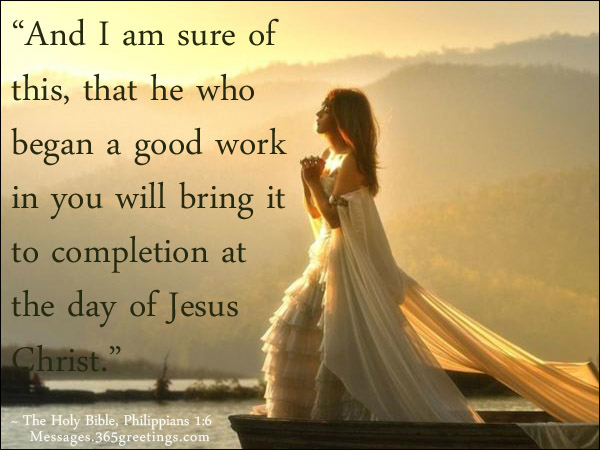 “And I am sure of
this, that he who
began a good work
in you will bring it
to completion at
the day of Jesus
Christ.”
~ The Holy Bible, Philippians 1:6
Messages.365greetings.com